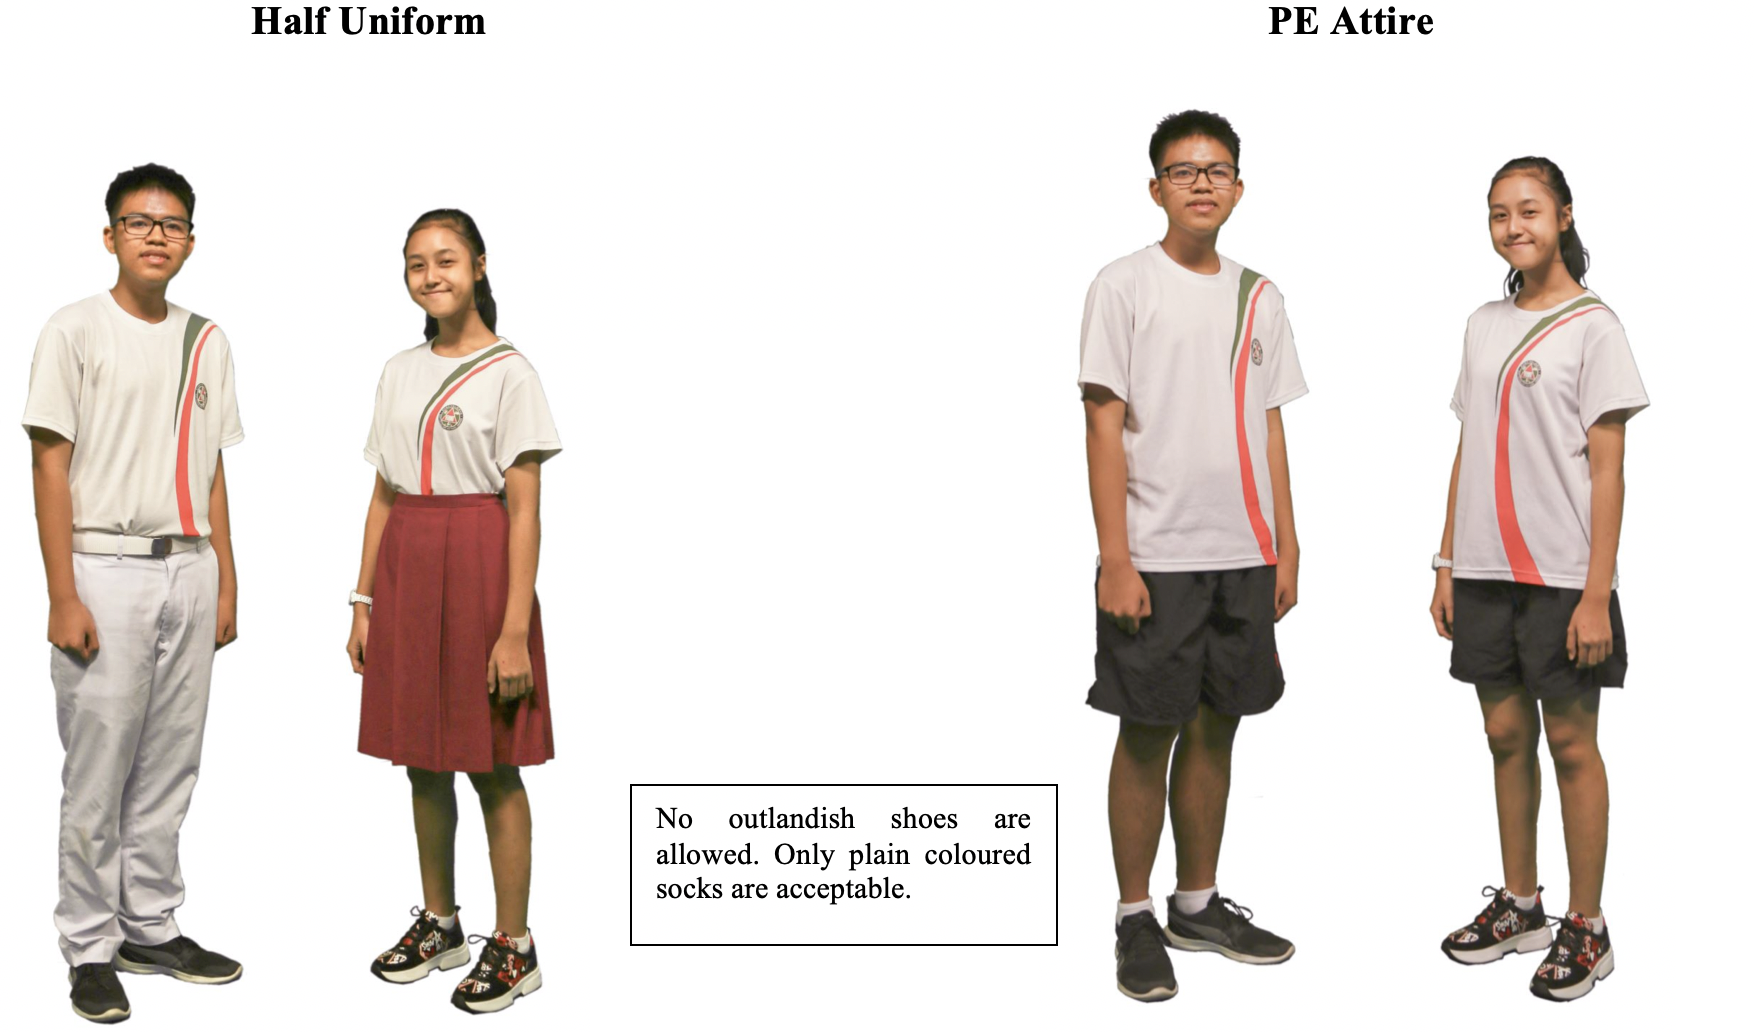 Half Uniform
PE Attire
No outlandish shoes are
allowed. Only plain coloured
socks are acceptable.